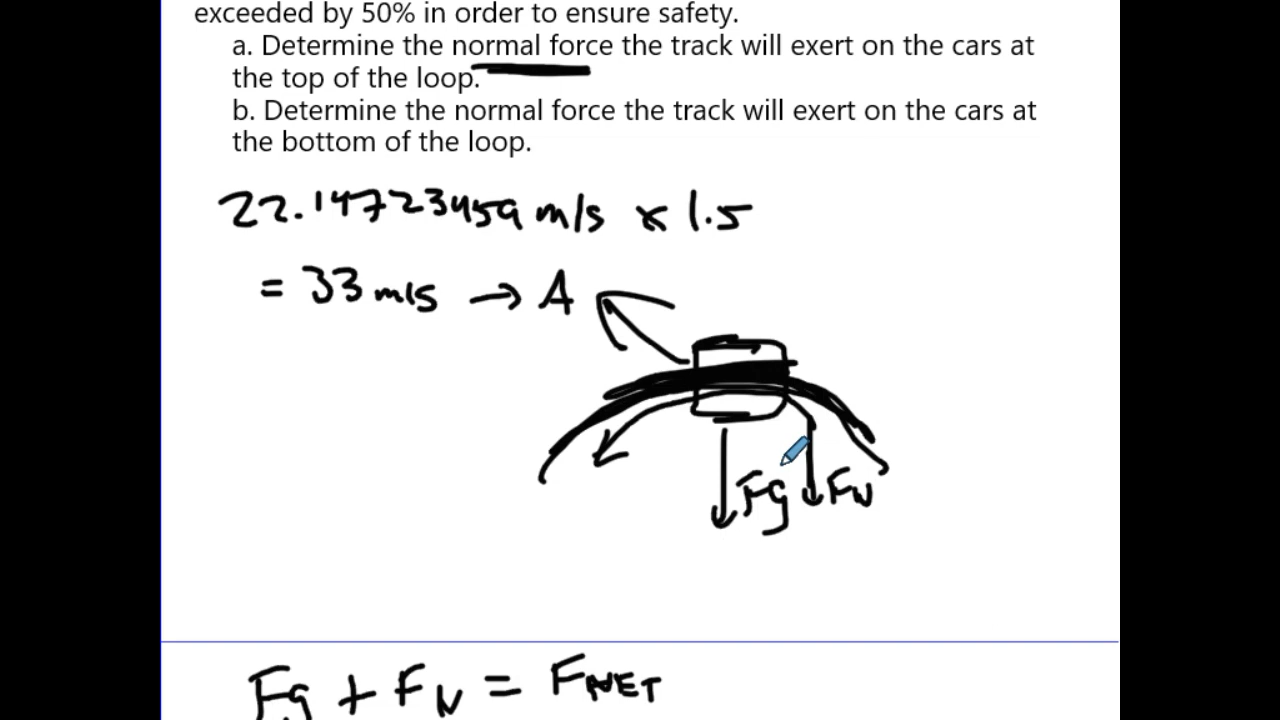 exceeded by 50% in order to ensure safety.
a. Determine the normal force the track will exert on the cars at
the top of the loop.
b. Determine the normal force the track will exert on the cars at
the bottom of the loop.
22.14723459 m/s x 1.5
= 33 m/s → A
Fg FN
Fg + FN = FNET